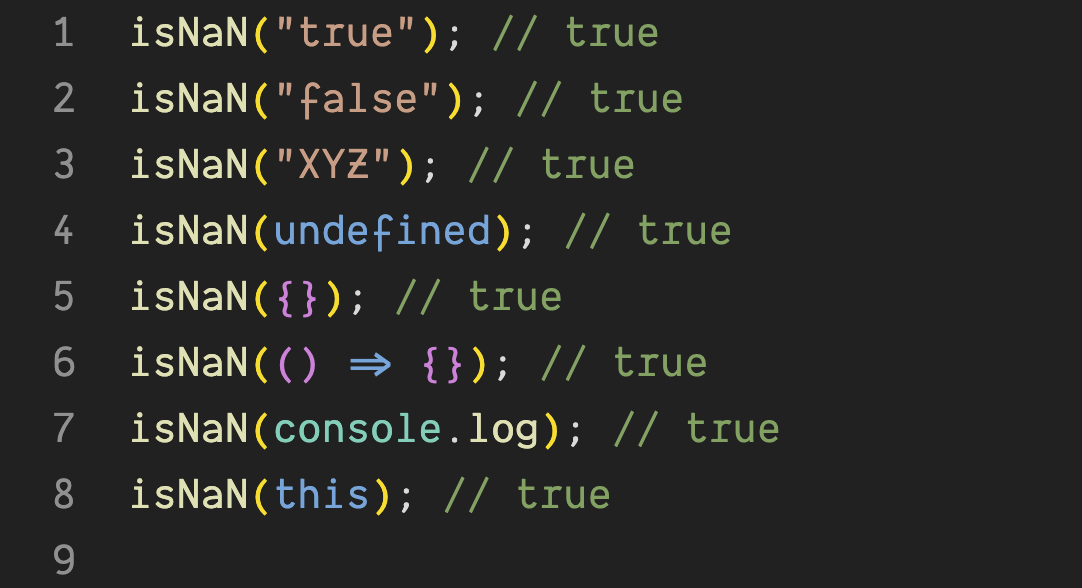 1 isNaN("true"); // true
2 isNaN("false"); // true
3 isNaN("XYZ"); // true
4 isNaN(undefined); // true
5 isNaN({}); // true
6 isNaN(() => {}); // true
7 isNaN(console.log); // true
8 isNaN(this); // true
9